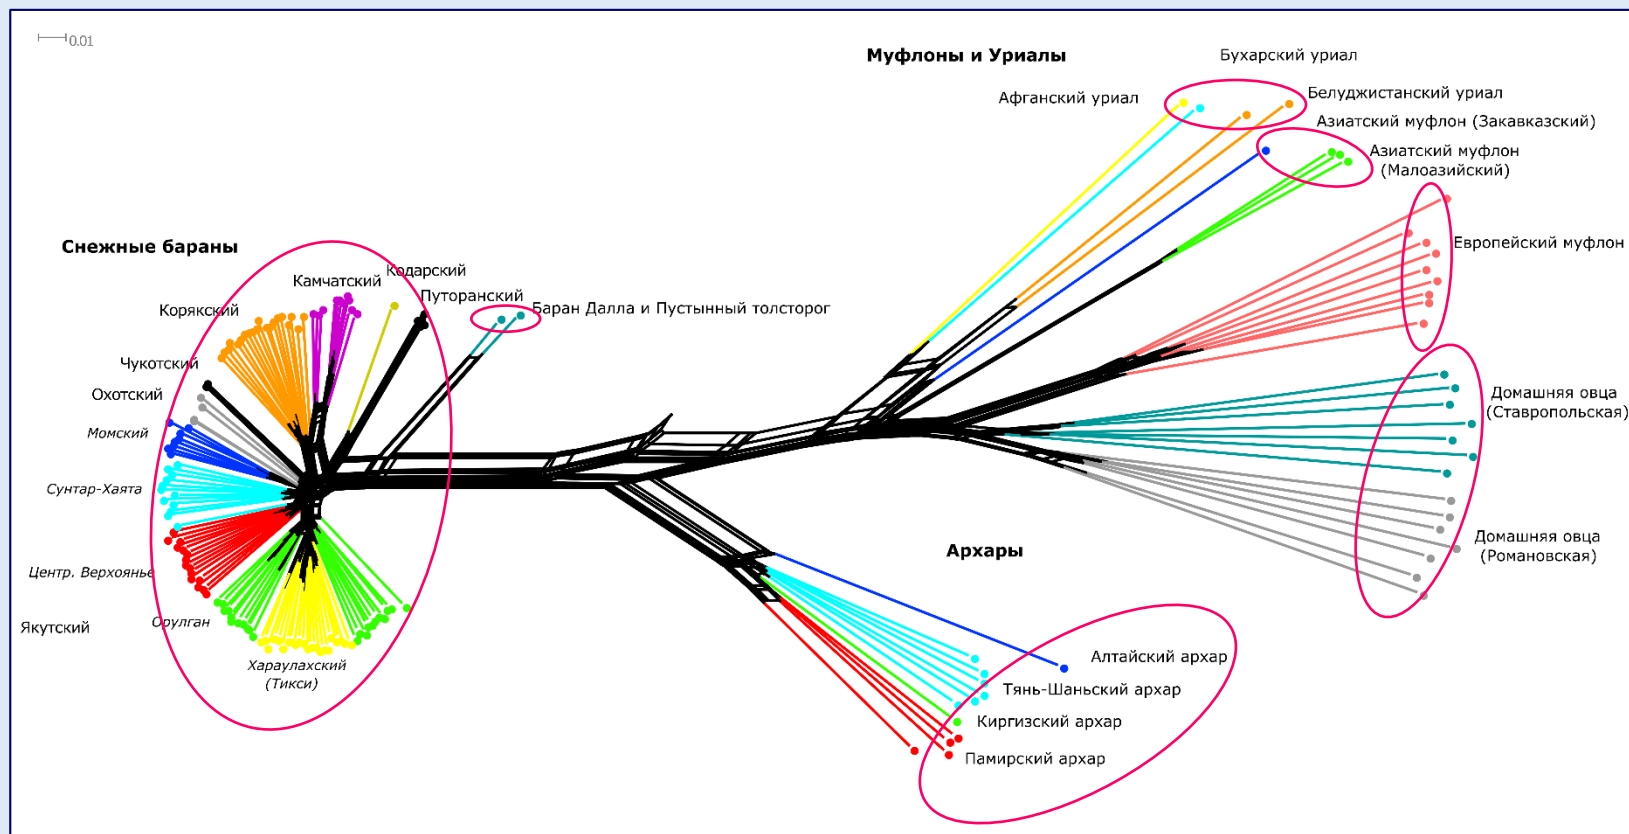 0.01
Муфлоны и Уриалы
Бухарский уриал
Афганский уриал
Белуджистанский уриал
Азиатский муфлон (Закавказский)
Азиатский муфлон
(Малоазийский)
Европейский муфлон
Снежные бараны
Камчатский
Кодарский
Путоранский
Баран Далла и Пустынный толсторог
Корякский
Чукотский
Охотский
Момский
Сунтар-Хаята
Центр. Верхоянье
Якутский
Орулган
Хараулахский
(Тикси)
Домашняя овца
(Ставропольская)
Домашняя овца
(Романовская)
Архары
Алтайский архар
Тянь-Шаньский архар
Киргизский архар
Памирский архар